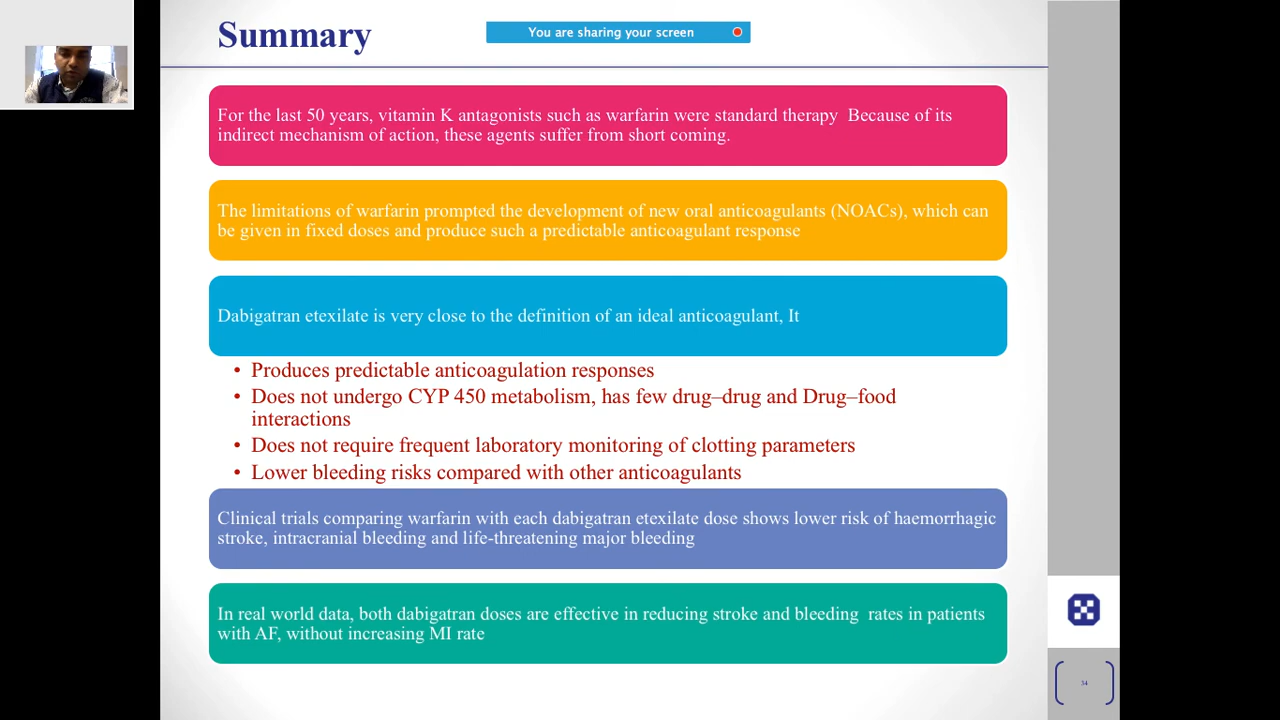 Summary
You are sharing your screen
For the last 50 years, vitamin K antagonists such as warfarin were standard therapy  Because of its
indirect mechanism of action, these agents suffer from short coming.
The limitations of warfarin prompted the development of new oral anticoagulants (NOACs), which can
be given in fixed doses and produce such a predictable anticoagulant response
Dabigatran etexilate is very close to the definition of an ideal anticoagulant, It
• Produces predictable anticoagulation responses
• Does not undergo CYP 450 metabolism, has few drug–drug and Drug–food
interactions
• Does not require frequent laboratory monitoring of clotting parameters
• Lower bleeding risks compared with other anticoagulants
Clinical trials comparing warfarin with each dabigatran etexilate dose shows lower risk of haemorrhagic
stroke, intracranial bleeding and life-threatening major bleeding
In real world data, both dabigatran doses are effective in reducing stroke and bleeding  rates in patients
with AF, without increasing MI rate
34